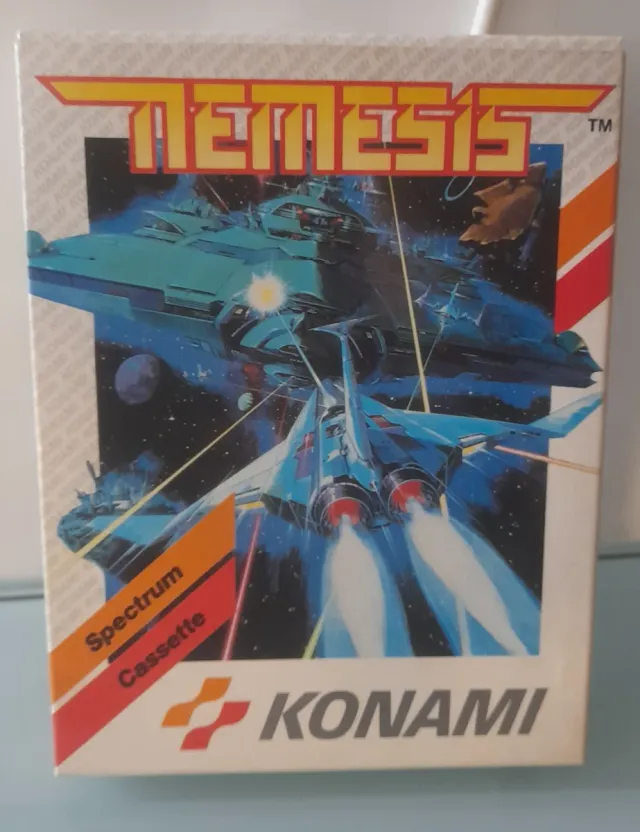 NEMESIS
TM
Spectrum
Cassette
KONAMI